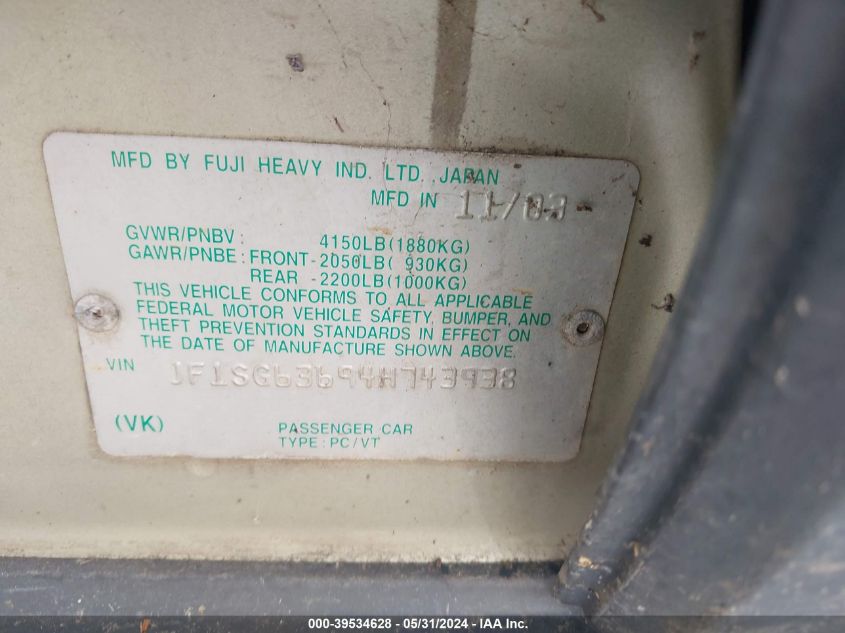 MFD BY FUJI HEAVY IND. LTD. JAPAN
MFD IN 11/03
GVWR/PNBV: 4150LB(1880KG)
GAWR/PNBE: FRONT-2050LB( 930KG)
REAR -2200LB(1000KG)
THIS VEHICLE CONFORMS TO ALL APPLICABLE
FEDERAL MOTOR VEHICLE SAFETY, BUMPER, AND
THEFT PREVENTION STANDARDS IN EFFECT ON
THE DATE OF MANUFACTURE SHOWN ABOVE.
VIN JF1SG63694H743938
(VK) PASSENGER CAR
TYPE: PC/VT
000-39534628 - 05/31/2024 - IAA Inc.